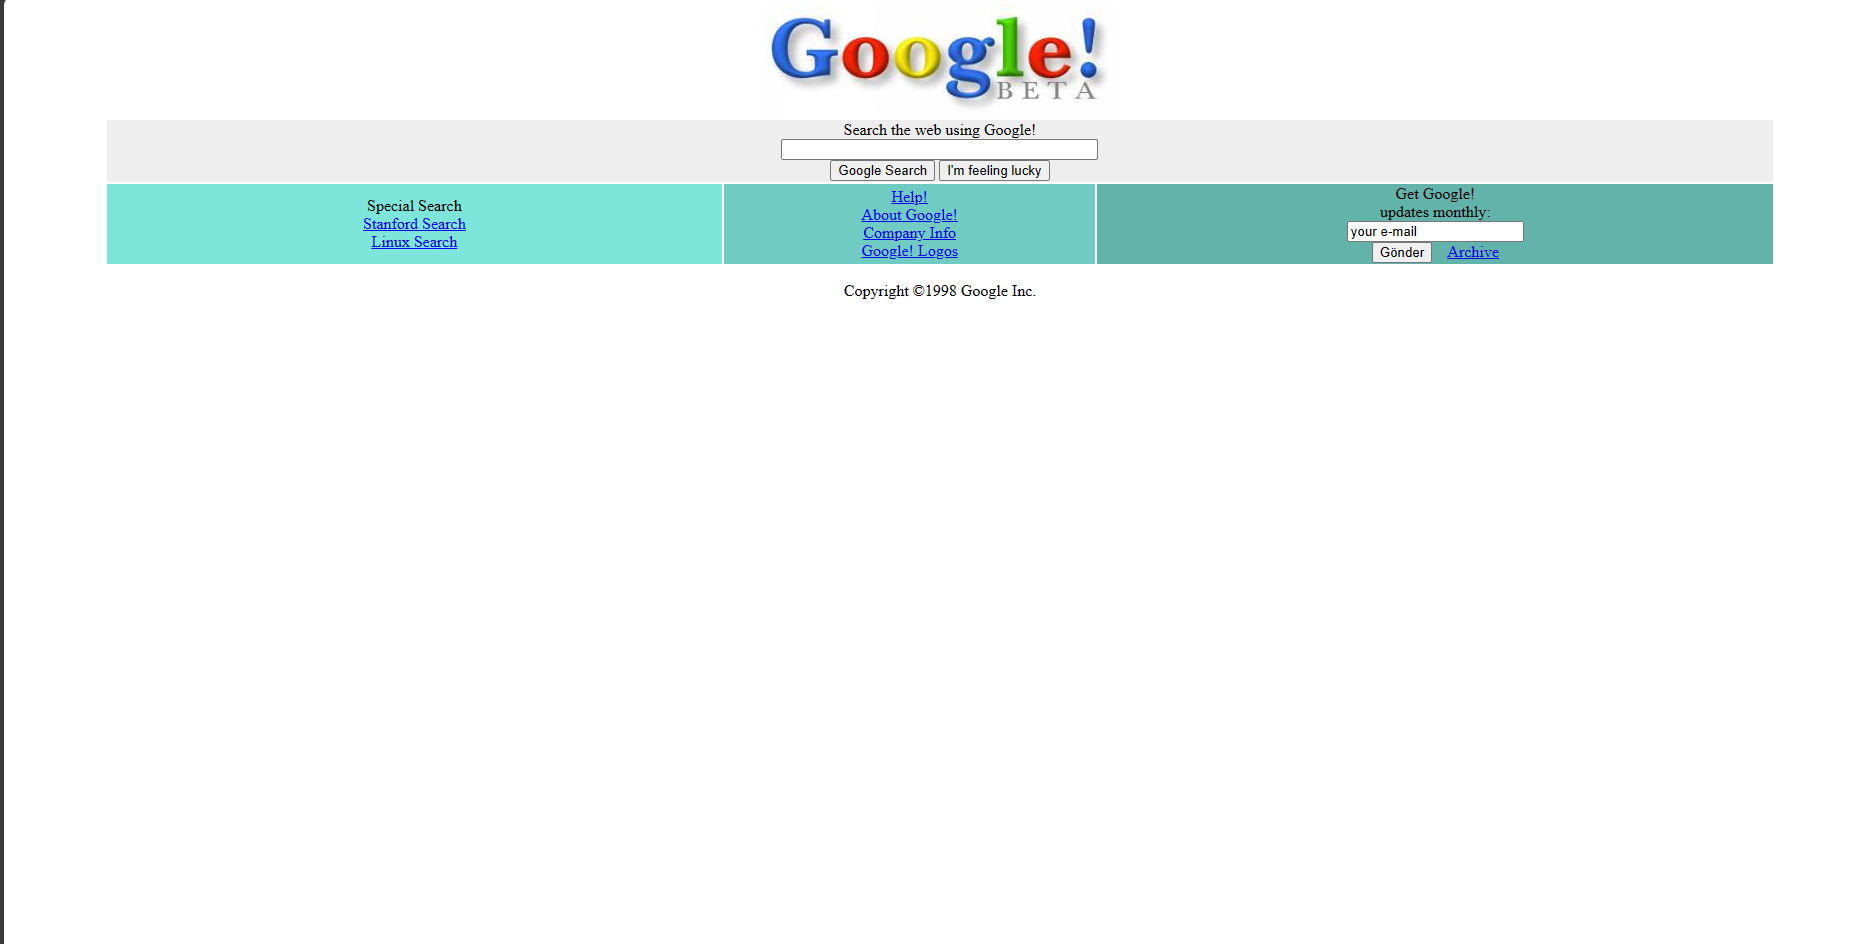 Google!
BETA
Search the web using Google!
Google Search I'm feeling lucky
Special Search
Stanford Search
Linux Search
Help!
About Google!
Company Info
Google! Logos
Get Google!
updates monthly:
your e-mail
Gönder Archive
Copyright ©1998 Google Inc.